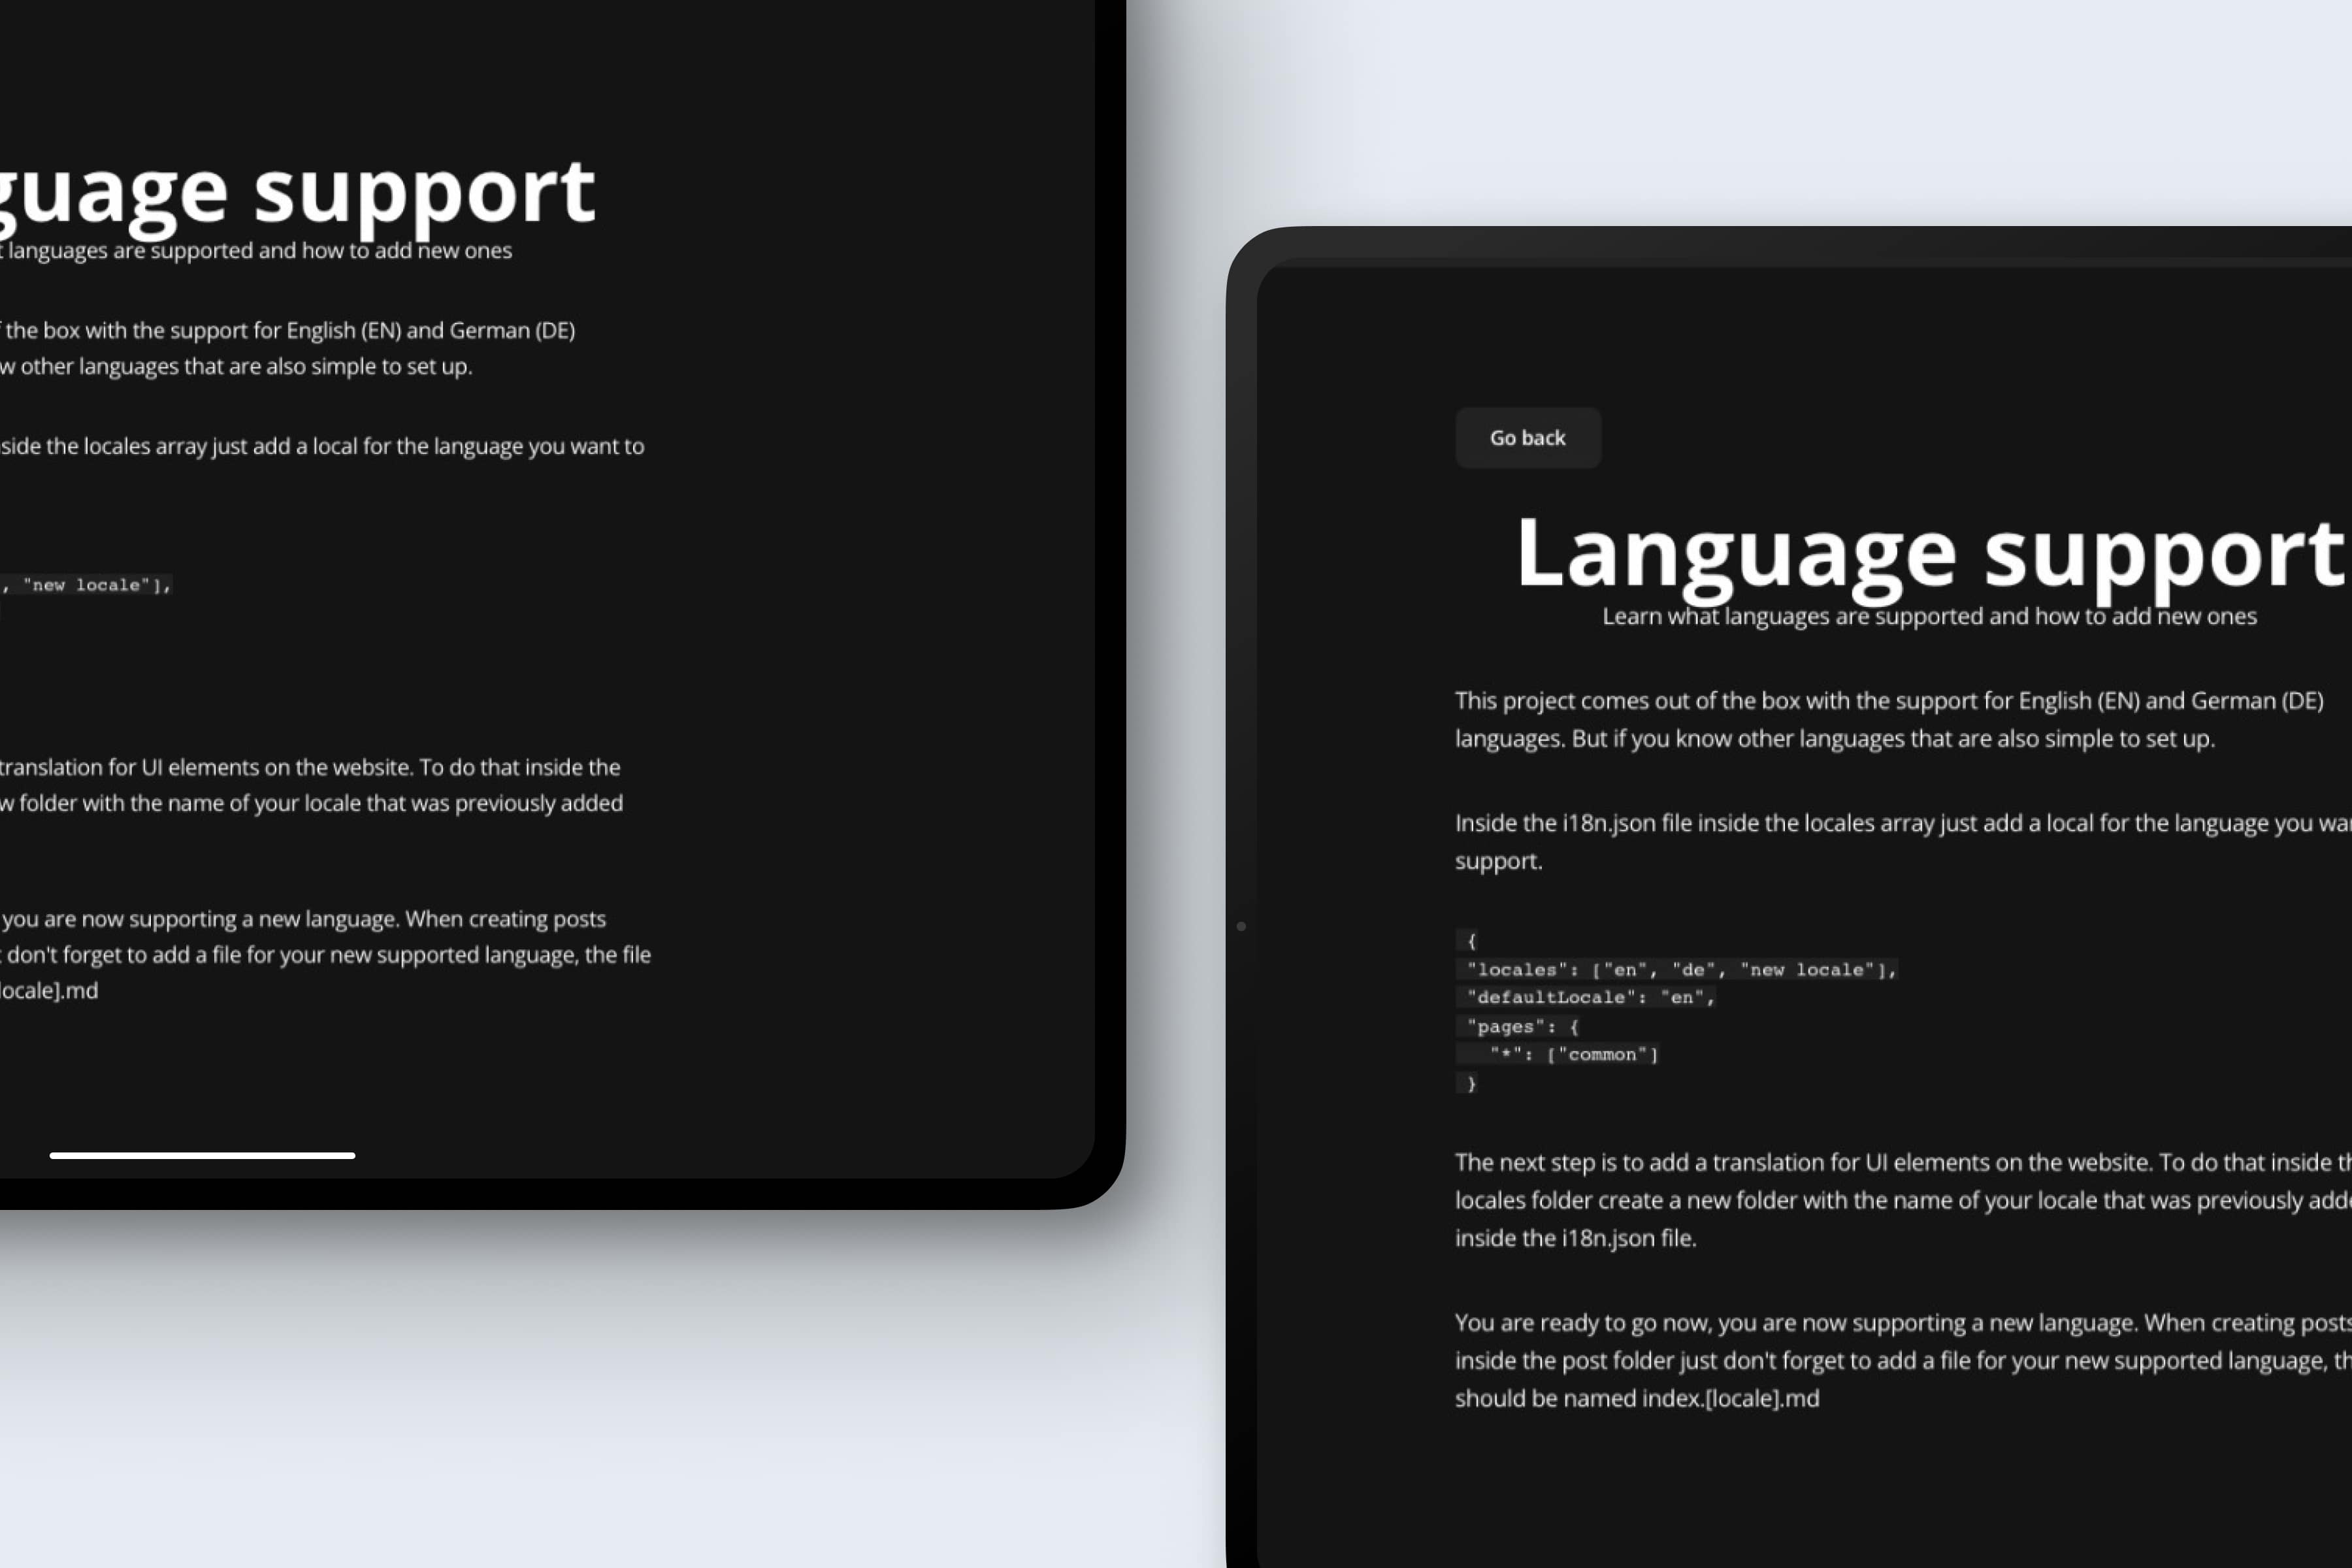 guage support
languages are supported and how to add new ones
the box with the support for English (EN) and German (DE)
w other languages that are also simple to set up.
side the locales array just add a local for the language you want to
, "new locale"],
translation for UI elements on the website. To do that inside the
w folder with the name of your locale that was previously added
you are now supporting a new language. When creating posts
don't forget to add a file for your new supported language, the file
locale].md
Go back
Language support
Learn what languages are supported and how to add new ones
This project comes out of the box with the support for English (EN) and German (DE)
languages. But if you know other languages that are also simple to set up.
Inside the i18n.json file inside the locales array just add a local for the language you wa
support.
{
"locales": ["en", "de", "new locale"],
"defaultLocale": "en",
"pages": {
"*": ["common"]
}
The next step is to add a translation for UI elements on the website. To do that inside th
locales folder create a new folder with the name of your locale that was previously adde
inside the i18n.json file.
You are ready to go now, you are now supporting a new language. When creating posts
inside the post folder just don't forget to add a file for your new supported language, th
should be named index.[locale].md